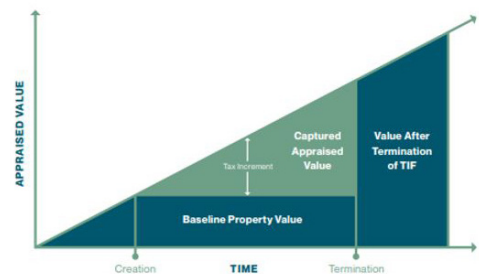 APPRAISED VALUE
Captured
Appraised
Value
Value After
Termination
of TIF
Tax Increment
Baseline Property Value
Creation
TIME
Termination